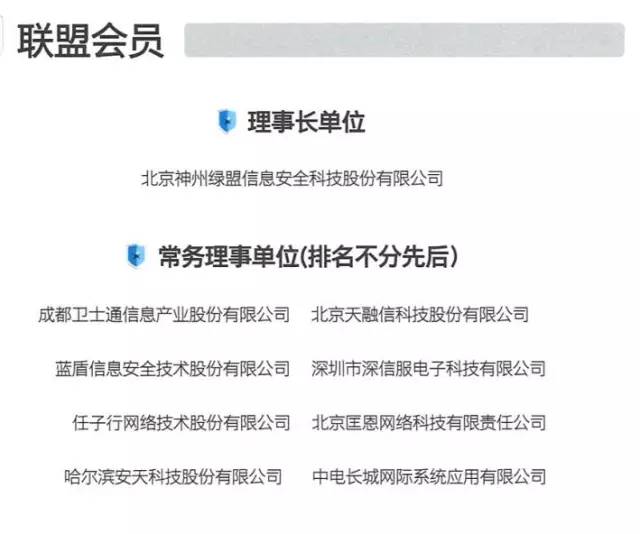 联盟会员
理事长单位
北京神州绿盟信息安全科技股份有限公司
常务理事单位(排名不分先后)
成都卫士通信息产业股份有限公司 北京天融信科技股份有限公司
蓝盾信息安全技术股份有限公司 深圳市深信服电子科技有限公司
任子行网络技术股份有限公司 北京匡恩网络科技有限责任公司
哈尔滨安天科技股份有限公司 中电长城网际系统应用有限公司